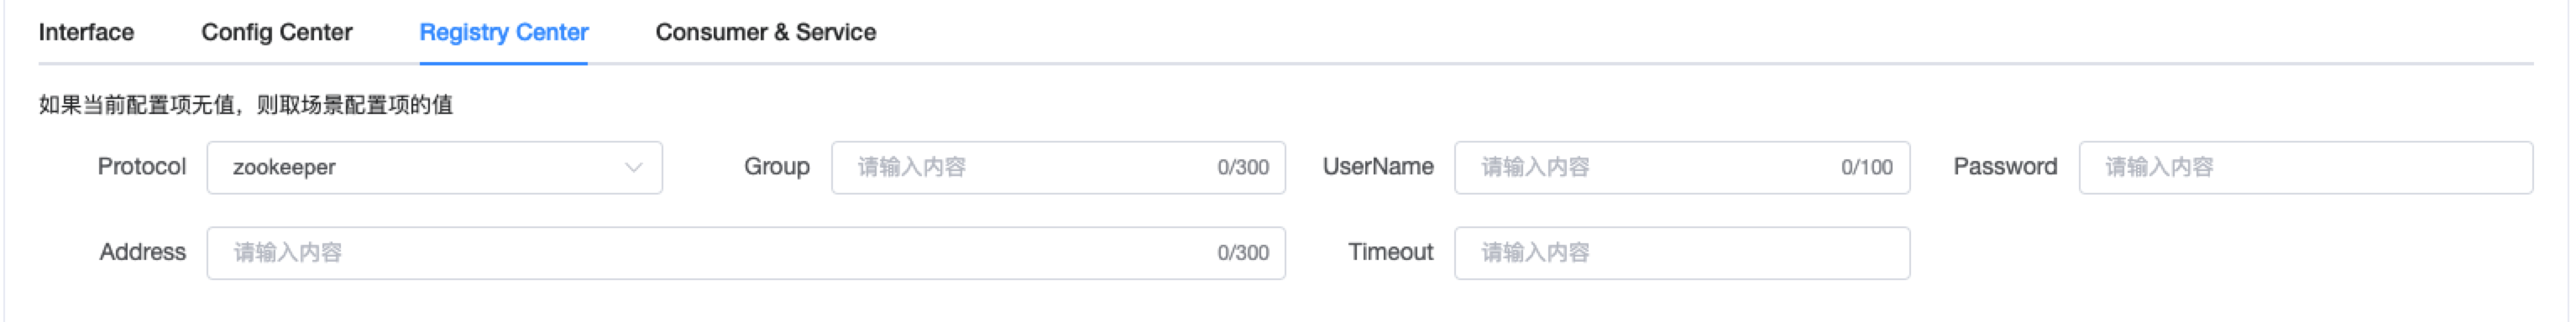 Interface Config Center Registry Center Consumer & Service
如果当前配置项无值，则取场景配置项的值
Protocol zookeeper Group 请输入内容 0/300 UserName 请输入内容 0/100 Password 请输入内容
Address 请输入内容 0/300 Timeout 请输入内容